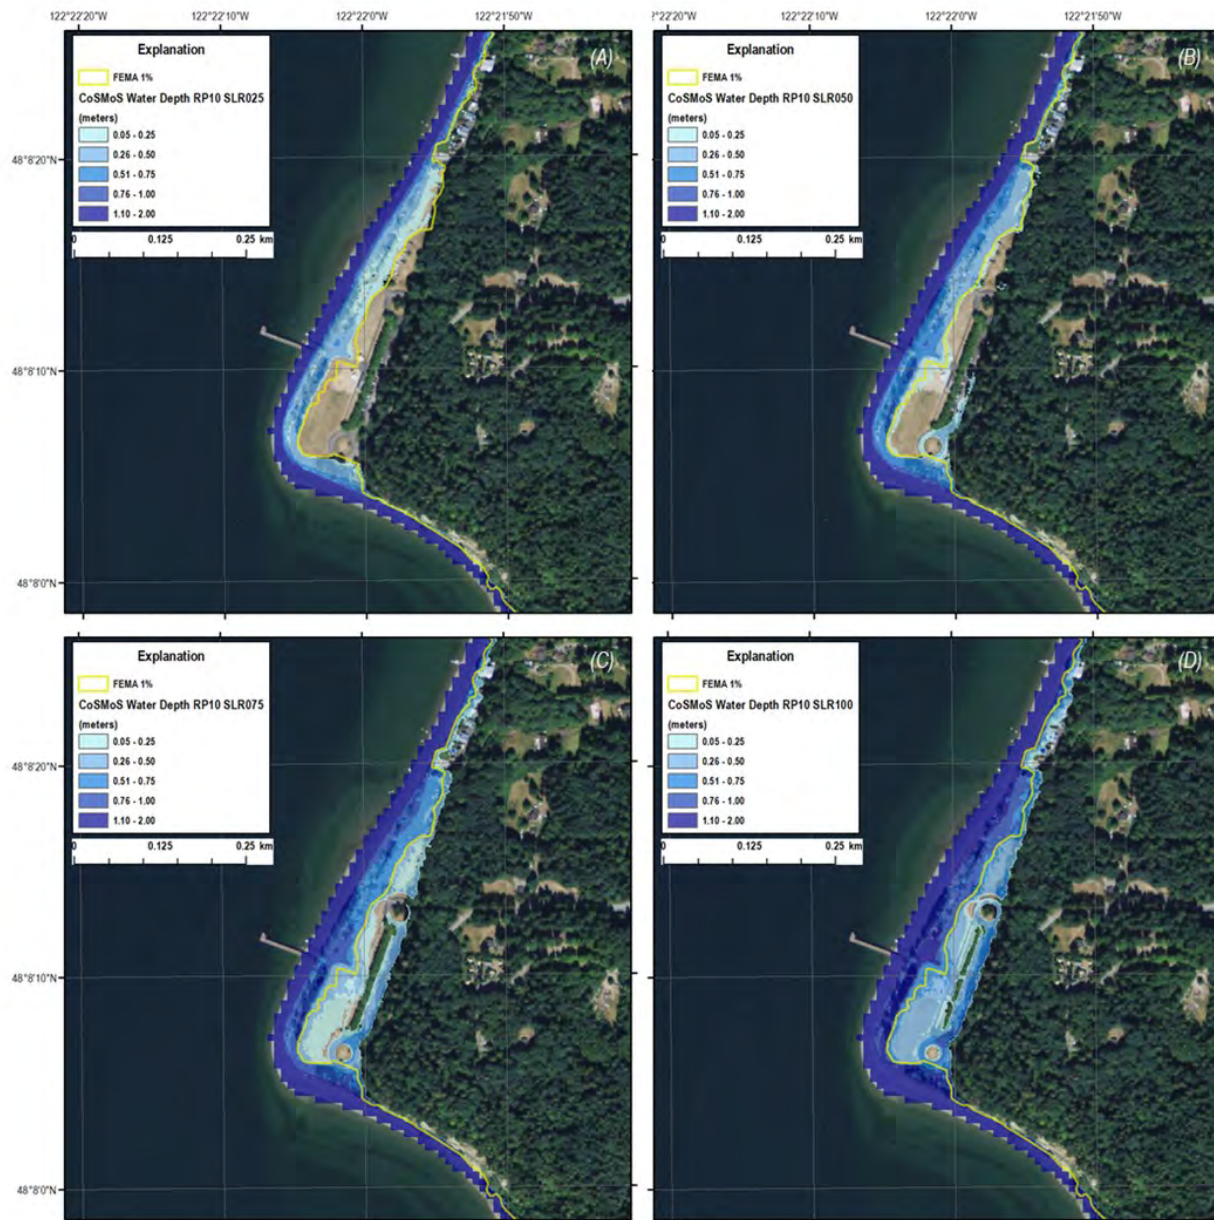 122°22'20"W 122°22'10"W 122°22'0"W 122°21'50"W
122°22'20"W 122°22'10"W 122°22'0"W 122°21'50"W
(A)
Explanation
FEMA 1%
CoSMoS Water Depth RP10 SLR025
(meters)
0.05 - 0.25
0.26 - 0.50
0.51 - 0.75
0.76 - 1.00
1.10 - 2.00
0 0.125 0.25 km
48°8'20"N
48°8'10"N
48°8'0"N
(B)
Explanation
FEMA 1%
CoSMoS Water Depth RP10 SLR050
(meters)
0.05 - 0.25
0.26 - 0.50
0.51 - 0.75
0.76 - 1.00
1.10 - 2.00
0 0.125 0.25 km
(C)
Explanation
FEMA 1%
CoSMoS Water Depth RP10 SLR075
(meters)
0.05 - 0.25
0.26 - 0.50
0.51 - 0.75
0.76 - 1.00
1.10 - 2.00
0 0.125 0.25 km
48°8'20"N
48°8'10"N
48°8'0"N
(D)
Explanation
FEMA 1%
CoSMoS Water Depth RP10 SLR100
(meters)
0.05 - 0.25
0.26 - 0.50
0.51 - 0.75
0.76 - 1.00
1.10 - 2.00
0 0.125 0.25 km